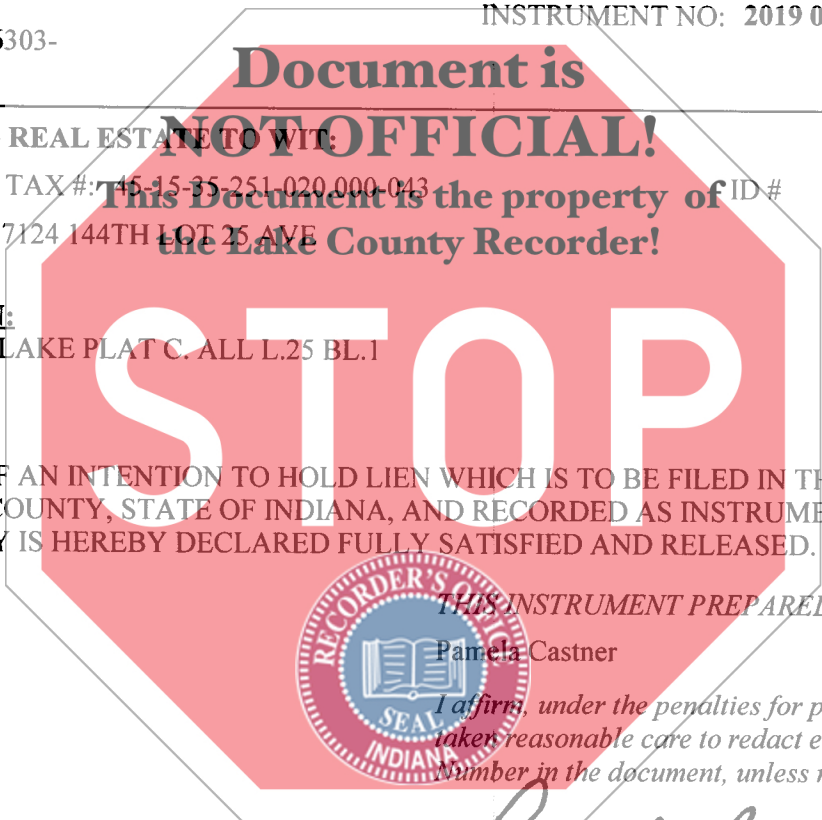 INSTRUMENT NO: 2019 0
5303-
Document is
REAL ESTATE TO WIT:
NOT OFFICIAL!
TAX #: 45-15-35-251-020.000-043
ID #
This Document is the property of
7124 144TH LOT 25 AVE
the Lake County Recorder!
LAKE PLAT C. ALL L.25 BL.1
STOP
F AN INTENTION TO HOLD LIEN WHICH IS TO BE FILED IN TH
COUNTY, STATE OF INDIANA, AND RECORDED AS INSTRUME
Y IS HEREBY DECLARED FULLY SATISFIED AND RELEASED.
RECORDER'S OFFIC
SEAL
INDIANA
THIS INSTRUMENT PREPARED
Pamela Castner
I affirm, under the penalties for p
taken reasonable care to redact e
Number in the document, unless r